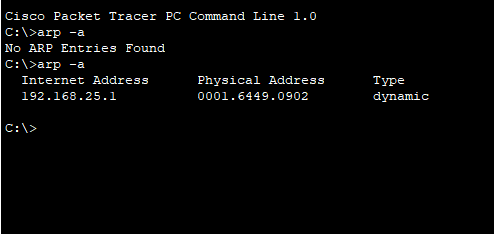 Cisco Packet Tracer PC Command Line 1.0
C:\>arp -a
No ARP Entries Found
C:\>arp -a
Internet Address Physical Address Type
192.168.25.1 0001.6449.0902 dynamic
C:\>